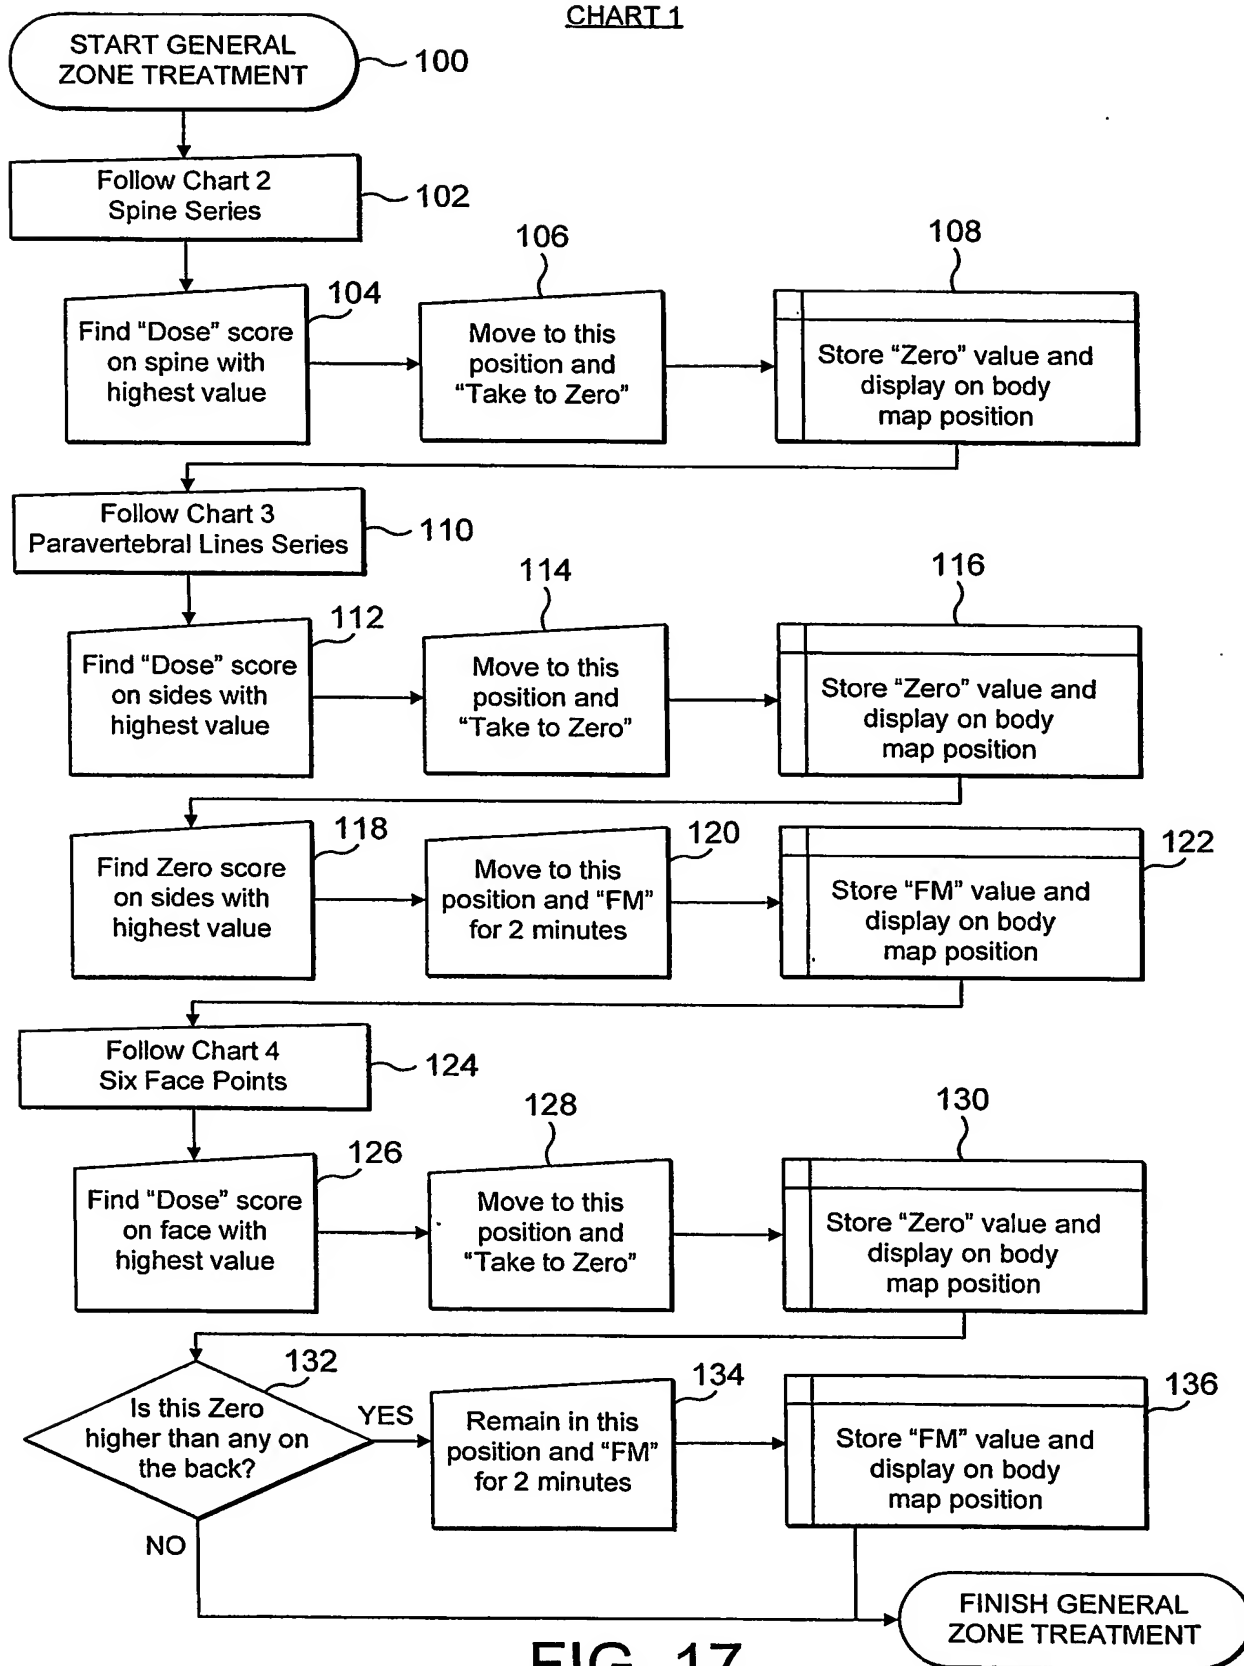 CHART 1
START GENERAL
ZONE TREATMENT
100
Follow Chart 2
Spine Series
102
104
Find “Dose” score
on spine with
highest value
106
Move to this
position and
“Take to Zero”
108
Store “Zero” value and
display on body
map position
Follow Chart 3
Paravertebral Lines Series
110
112
Find “Dose” score
on sides with
highest value
114
Move to this
position and
“Take to Zero”
116
Store “Zero” value and
display on body
map position
118
Find Zero score
on sides with
highest value
120
Move to this
position and “FM”
for 2 minutes
122
Store “FM” value and
display on body
map position
Follow Chart 4
Six Face Points
124
126
Find “Dose” score
on face with
highest value
128
Move to this
position and
“Take to Zero”
130
Store “Zero” value and
display on body
map position
132
Is this Zero
higher than any on
the back?
YES
NO
134
Remain in this
position and “FM”
for 2 minutes
136
Store “FM” value and
display on body
map position
FINISH GENERAL
ZONE TREATMENT
FIG. 17